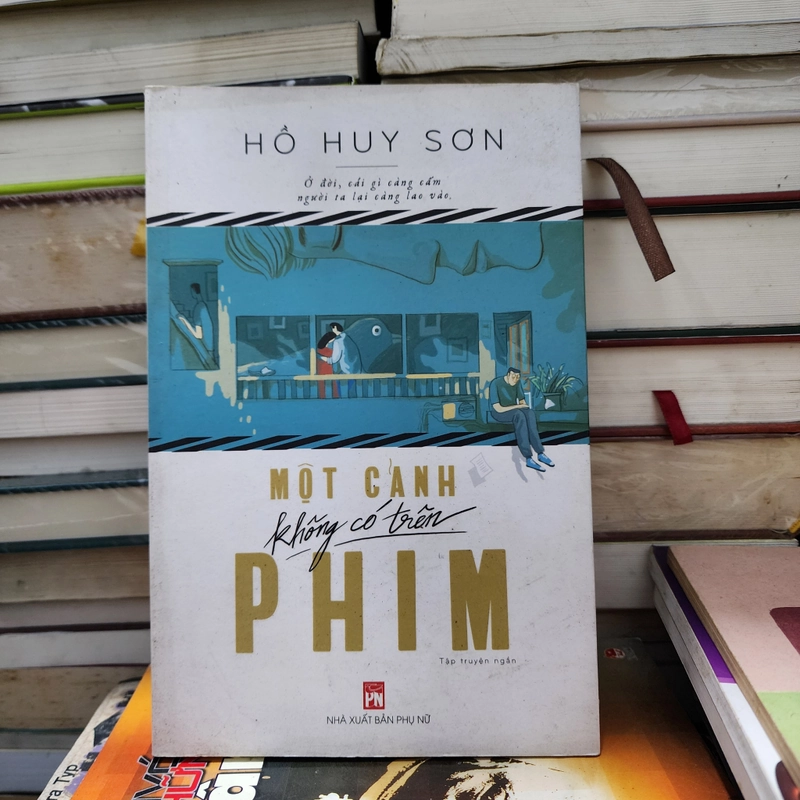 HỒ HUY SƠN
Ở đời, cái gì càng cấm
người ta lại càng lao vào.
MỘT CẢNH
không có trên
PHIM
Tập truyện ngắn
PN
NHÀ XUẤT BẢN PHỤ NỮ